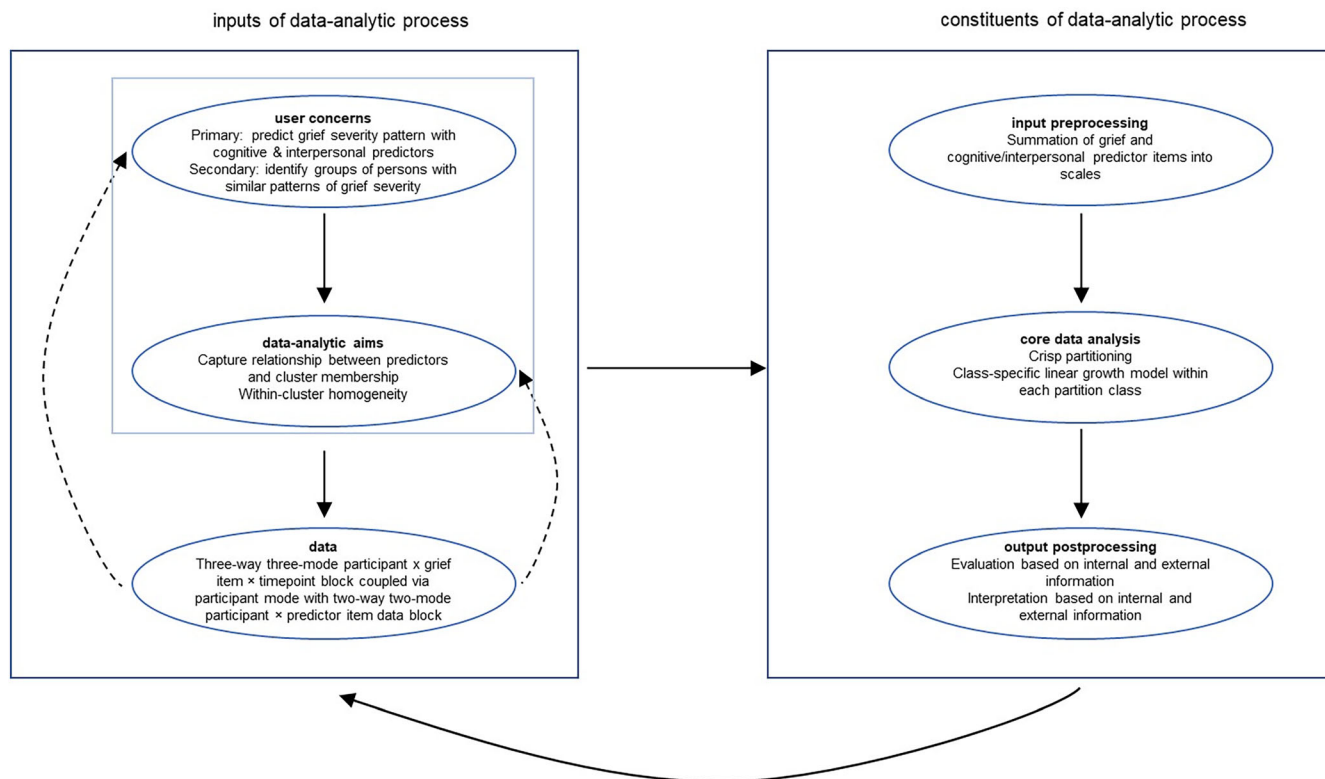 inputs of data-analytic process
user concerns
Primary: predict grief severity pattern with
cognitive & interpersonal predictors
Secondary: identify groups of persons with
similar patterns of grief severity
data-analytic aims
Capture relationship between predictors
and cluster membership
Within-cluster homogeneity
data
Three-way three-mode participant x grief
item × timepoint block coupled via
participant mode with two-way two-mode
participant × predictor item data block
constituents of data-analytic process
input preprocessing
Summation of grief and
cognitive/interpersonal predictor items into
scales
core data analysis
Crisp partitioning
Class-specific linear growth model within
each partition class
output postprocessing
Evaluation based on internal and external
information
Interpretation based on internal and
external information